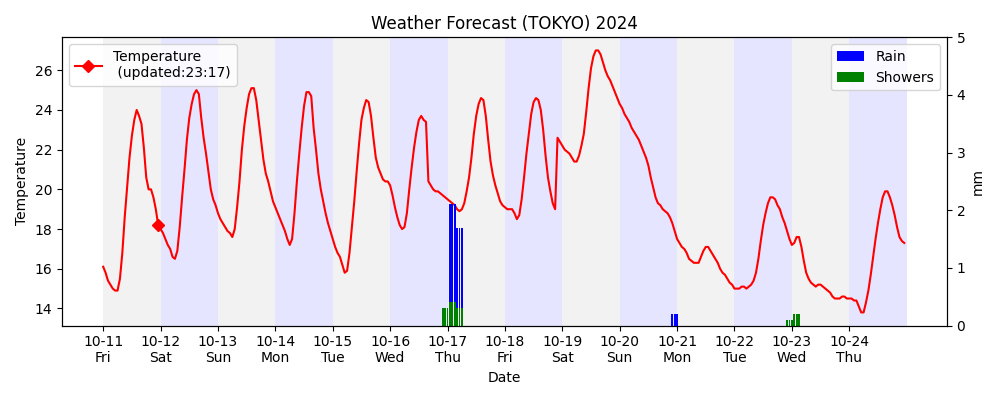 Weather Forecast (TOKYO) 2024
Temperature
(updated:23:17)
Rain
Showers
Temperature
26
24
22
20
18
16
14
5
4
3
2
1
0
mm
10-11 10-12 10-13 10-14 10-15 10-16 10-17 10-18 10-19 10-20 10-21 10-22 10-23 10-24
Fri Sat Sun Mon Tue Wed Thu Fri Sat Sun Mon Tue Wed Thu
Date